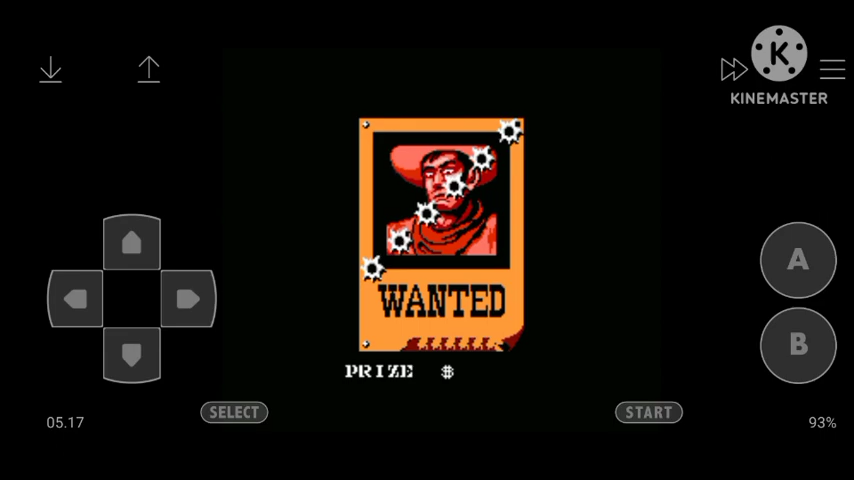 K
KINEMASTER
WANTED
PRIZE $
A
B
SELECT
START
05.17
93%